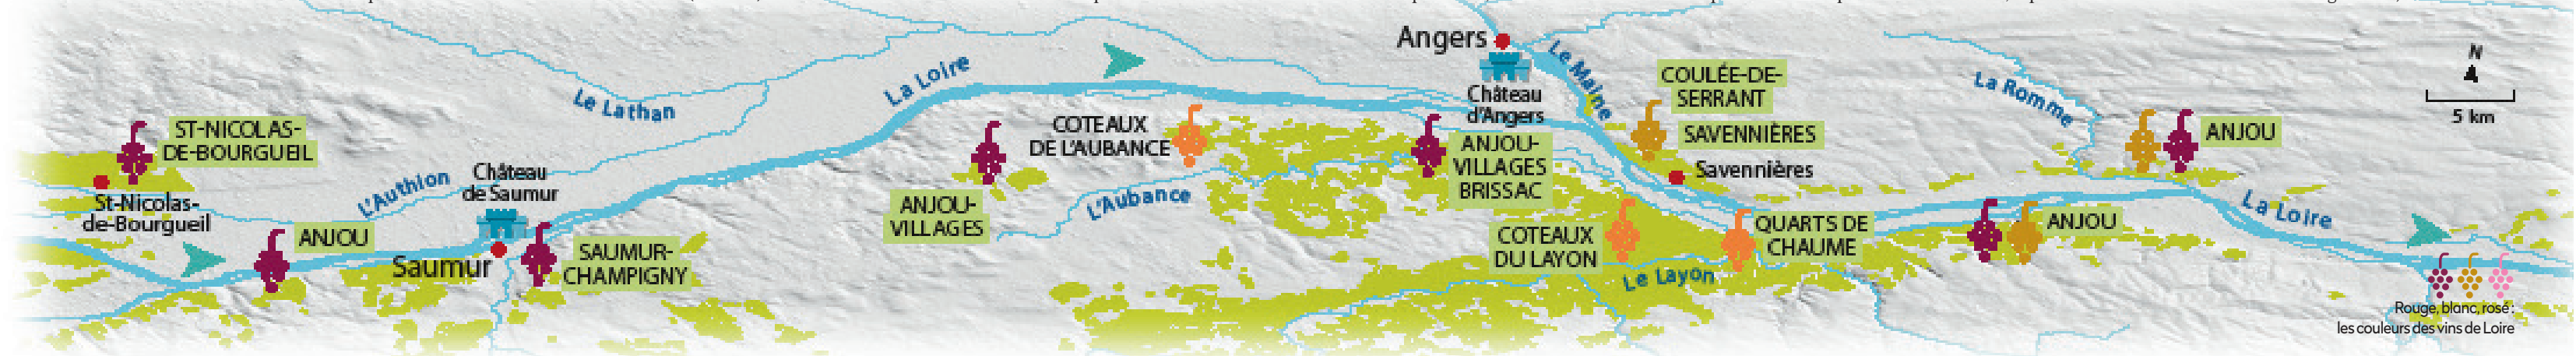 ST-NICOLAS-
DE-BOURGUEIL
St-Nicolas-
de-Bourgueil
L'Authion
ANJOU
Château
de Saumur
Saumur
SAUMUR-
CHAMPIGNY
Le Lathan
La Loire
ANJOU-
VILLAGES
COTEAUX
DE L'AUBANCE
L'Aubance
Angers
Château
d'Angers
Le Maine
ANJOU-
VILLAGES
BRISSAC
COULÉE-DE-
SERRANT
SAVENNIÈRES
Savennières
COTEAUX
DU LAYON
Le Layon
QUARTS DE
CHAUME
La Romme
ANJOU
ANJOU
La Loire
N
5 km
Rouge, blanc, rosé :
les couleurs des vins de Loire